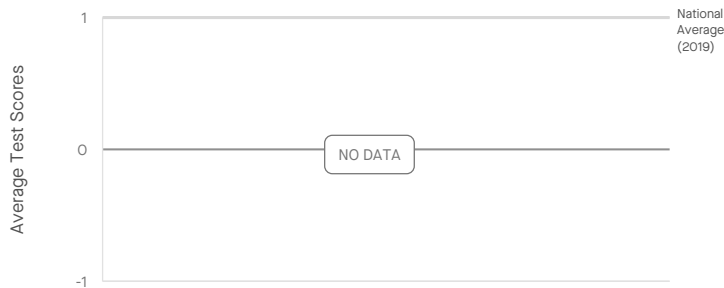 1
National
Average
(2019)
Average Test Scores
0
NO DATA
-1